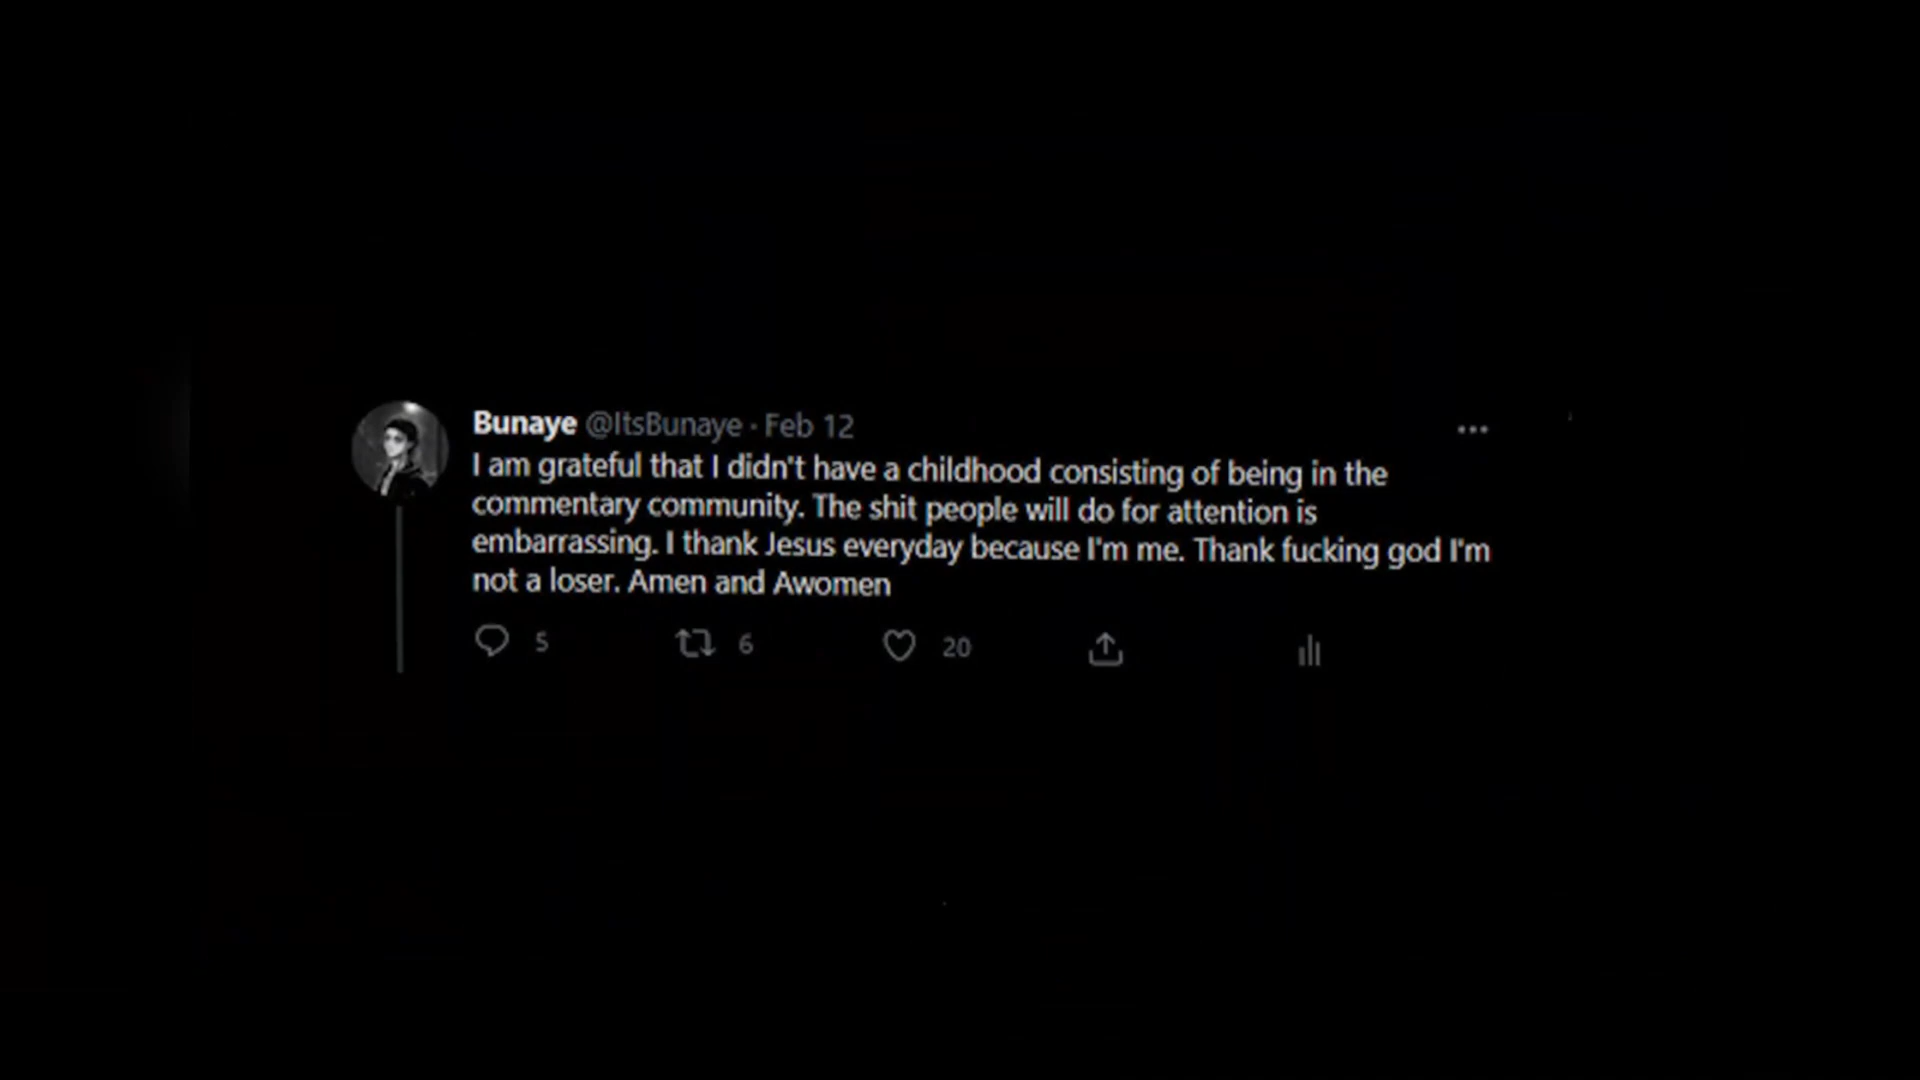 Bunaye @ItsBunaye · Feb 12
I am grateful that I didn't have a childhood consisting of being in the
commentary community. The shit people will do for attention is
embarrassing. I thank Jesus everyday because I'm me. Thank fucking god I'm
not a loser. Amen and Awomen
5 6 20